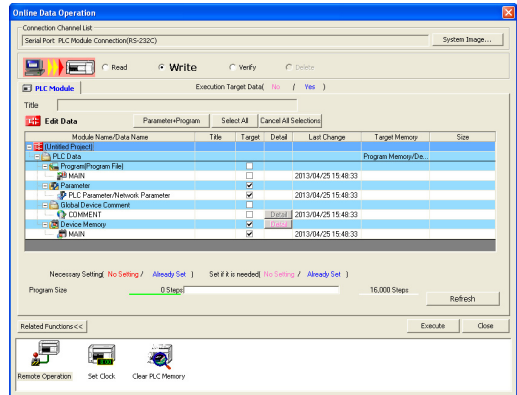 Online Data Operation
Connection Channel List
Serial Port PLC Module Connection(RS-232C)
System Image...
Read
Write
Verify
Delete
PLC Module
Execution Target Data( No / Yes )
Title
Edit Data
Parameter+Program
Select All
Cancel All Selections
Module Name/Data Name Title Target Detail Last Change Target Memory Size
(Untitled Project)
PLC Data Program Memory/De...
Program(Program File)
MAIN 2013/04/25 15:48:33
Parameter
PLC Parameter/Network Parameter 2013/04/25 15:48:33
Global Device Comment
COMMENT Detail 2013/04/25 15:48:33
Device Memory Detail
MAIN 2013/04/25 15:48:33
Necessary Setting( No Setting / Already Set ) Set if it is needed( No Setting / Already Set )
Program Size 0 Steps 16,000 Steps
Refresh
Related Functions<<
Execute
Close
Remote Operation
Set Clock
Clear PLC Memory